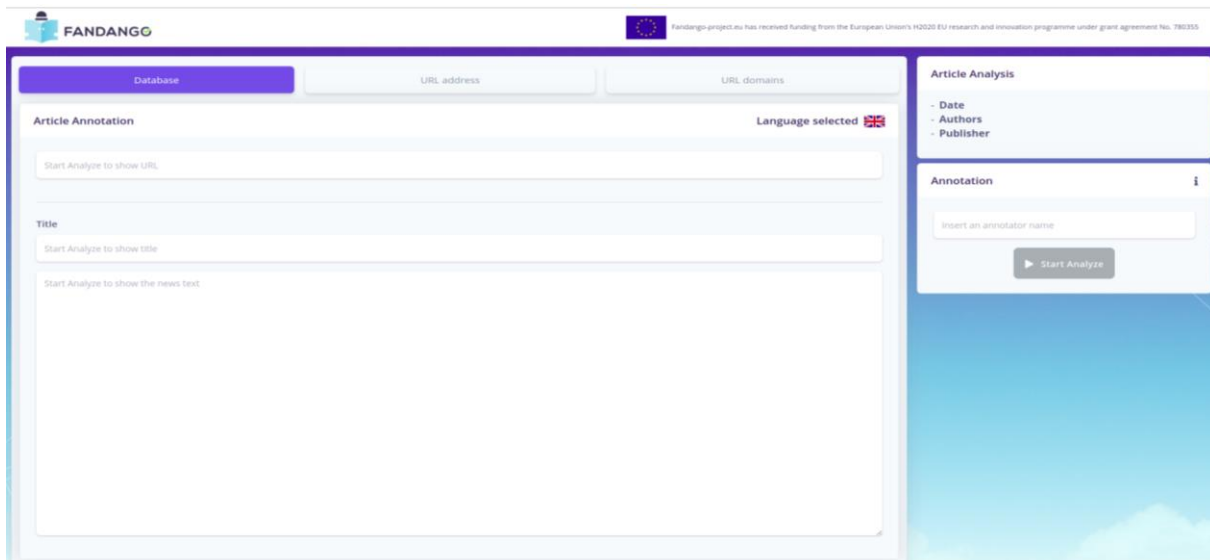 FANDANGO
Fandango-project.eu has received funding from the European Union's H2020 EU research and innovation programme under grant agreement No. 780355
Database
URL address
URL domains
Article Annotation
Language selected
Start Analyze to show URL
Title
Start Analyze to show title
Start Analyze to show the news text
Article Analysis
- Date
- Authors
- Publisher
Annotation
i
Insert an annotator name
Start Analyze